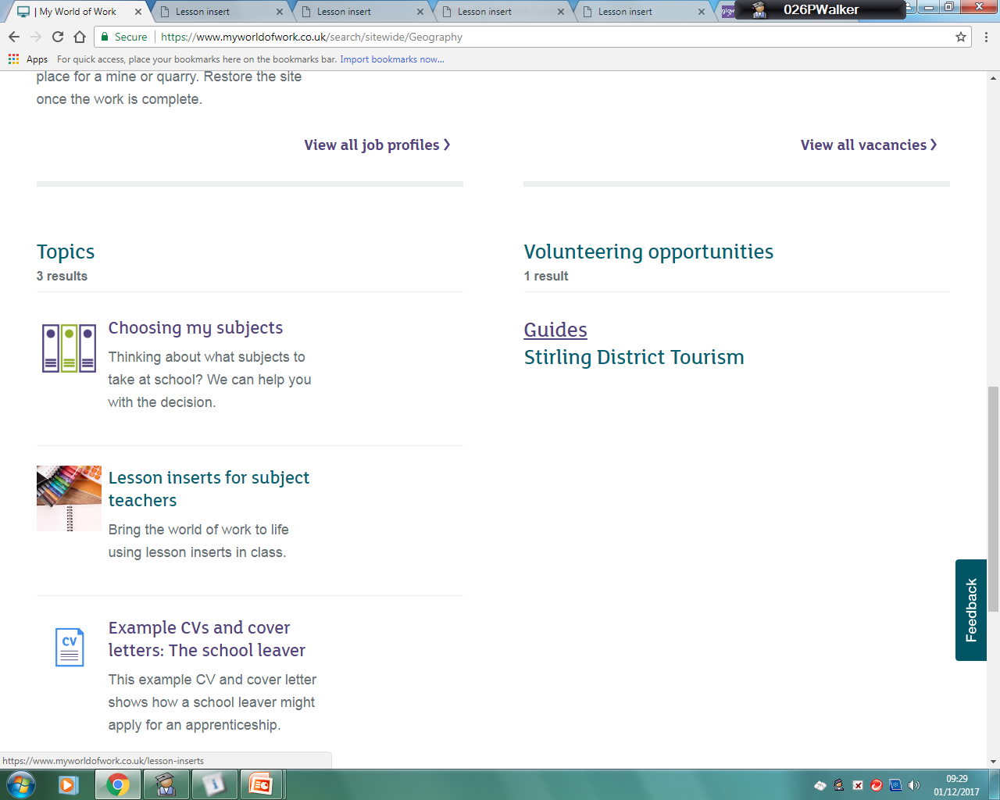 | My World of Work
Lesson insert
Lesson insert
Lesson insert
Lesson insert
glow
026PWalker
Secure
https://www.myworldofwork.co.uk/search/sitewide/Geography
Apps
For quick access, place your bookmarks here on the bookmarks bar. Import bookmarks now...
place for a mine or quarry. Restore the site
once the work is complete.
View all job profiles
View all vacancies
Topics
3 results
Choosing my subjects
Thinking about what subjects to
take at school? We can help you
with the decision.
Lesson inserts for subject
teachers
Bring the world of work to life
using lesson inserts in class.
CV
Example CVs and cover
letters: The school leaver
This example CV and cover letter
shows how a school leaver might
apply for an apprenticeship.
Volunteering opportunities
1 result
Guides
Stirling District Tourism
Feedback
https://www.myworldofwork.co.uk/lesson-inserts
09:29
01/12/2017